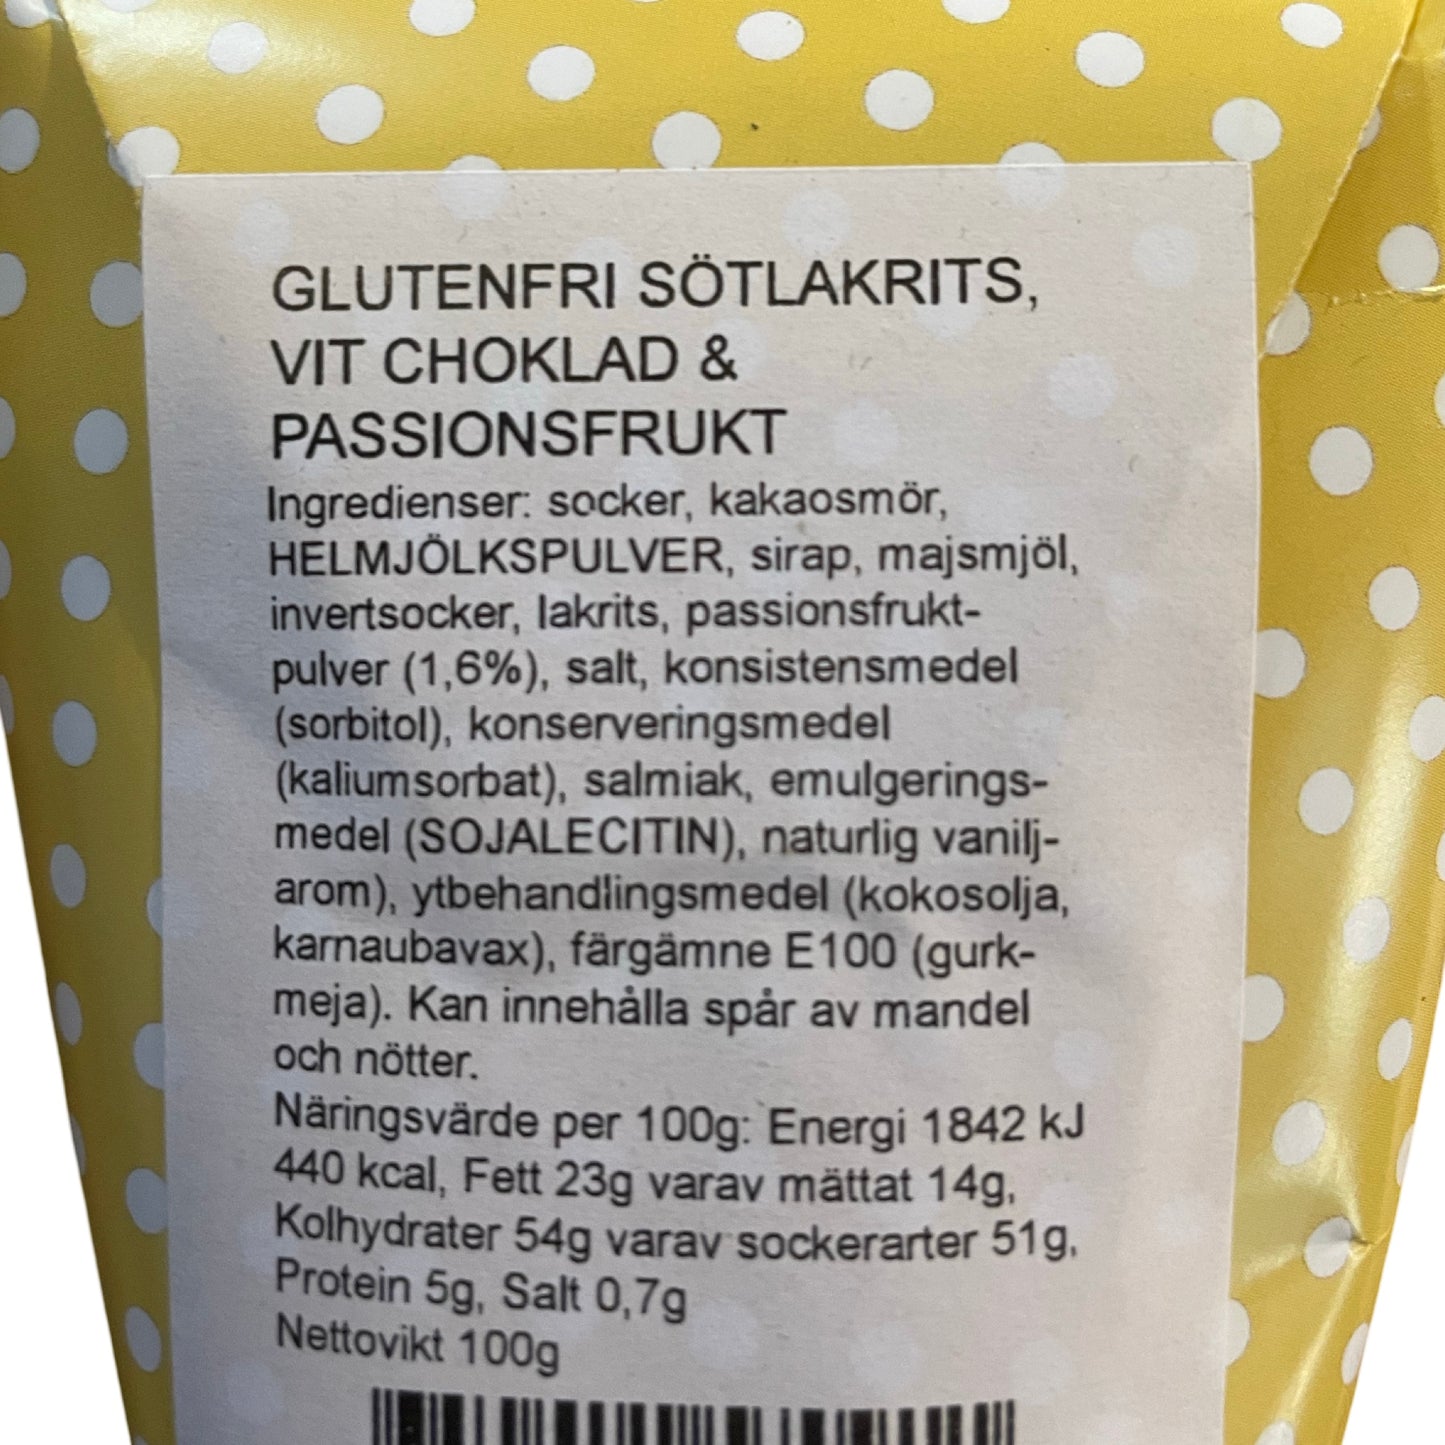 GLUTENFRI SÖTLAKRITS,
VIT CHOKLAD &
PASSIONSFRUKT
Ingredienser: socker, kakaosmör,
HELMJÖLKSPULVER, sirap, majsmjöl,
invertsocker, lakrits, passionsfrukt-
pulver (1,6%), salt, konsistensmedel
(sorbitol), konserveringsmedel
(kaliumsorbat), salmiak, emulgerings-
medel (SOJALECITIN), naturlig vanilj-
arom), ytbehandlingsmedel (kokosolja,
karnaubavax), färgämne E100 (gurk-
meja). Kan innehålla spår av mandel
och nötter.
Näringsvärde per 100g: Energi 1842 kJ
440 kcal, Fett 23g varav mättat 14g,
Kolhydrater 54g varav sockerarter 51g,
Protein 5g, Salt 0,7g
Nettovikt 100g